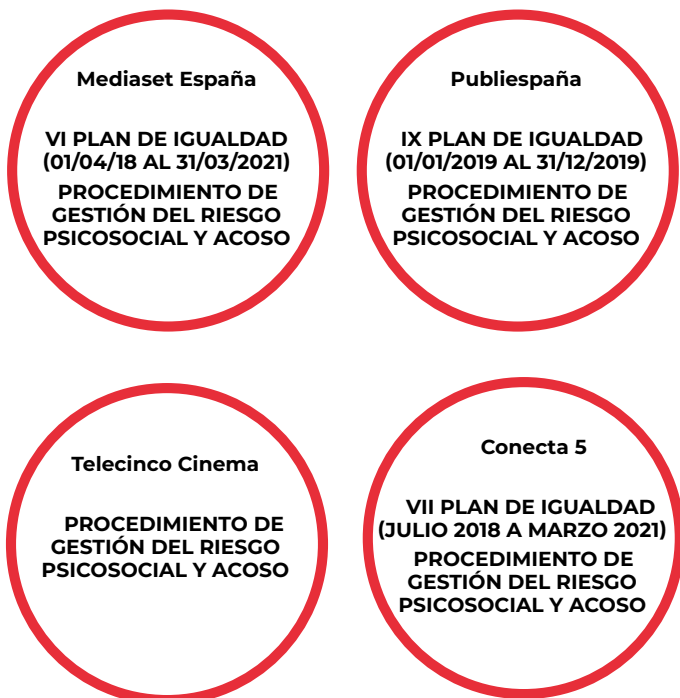 Mediaset España
VI PLAN DE IGUALDAD
(01/04/18 AL 31/03/2021)
PROCEDIMIENTO DE
GESTIÓN DEL RIESGO
PSICOSOCIAL Y ACOSO
Publiespaña
IX PLAN DE IGUALDAD
(01/01/2019 AL 31/12/2019)
PROCEDIMIENTO DE
GESTIÓN DEL RIESGO
PSICOSOCIAL Y ACOSO
Telecinco Cinema
PROCEDIMIENTO DE
GESTIÓN DEL RIESGO
PSICOSOCIAL Y ACOSO
Conecta 5
VII PLAN DE IGUALDAD
(JULIO 2018 A MARZO 2021)
PROCEDIMIENTO DE
GESTIÓN DEL RIESGO
PSICOSOCIAL Y ACOSO